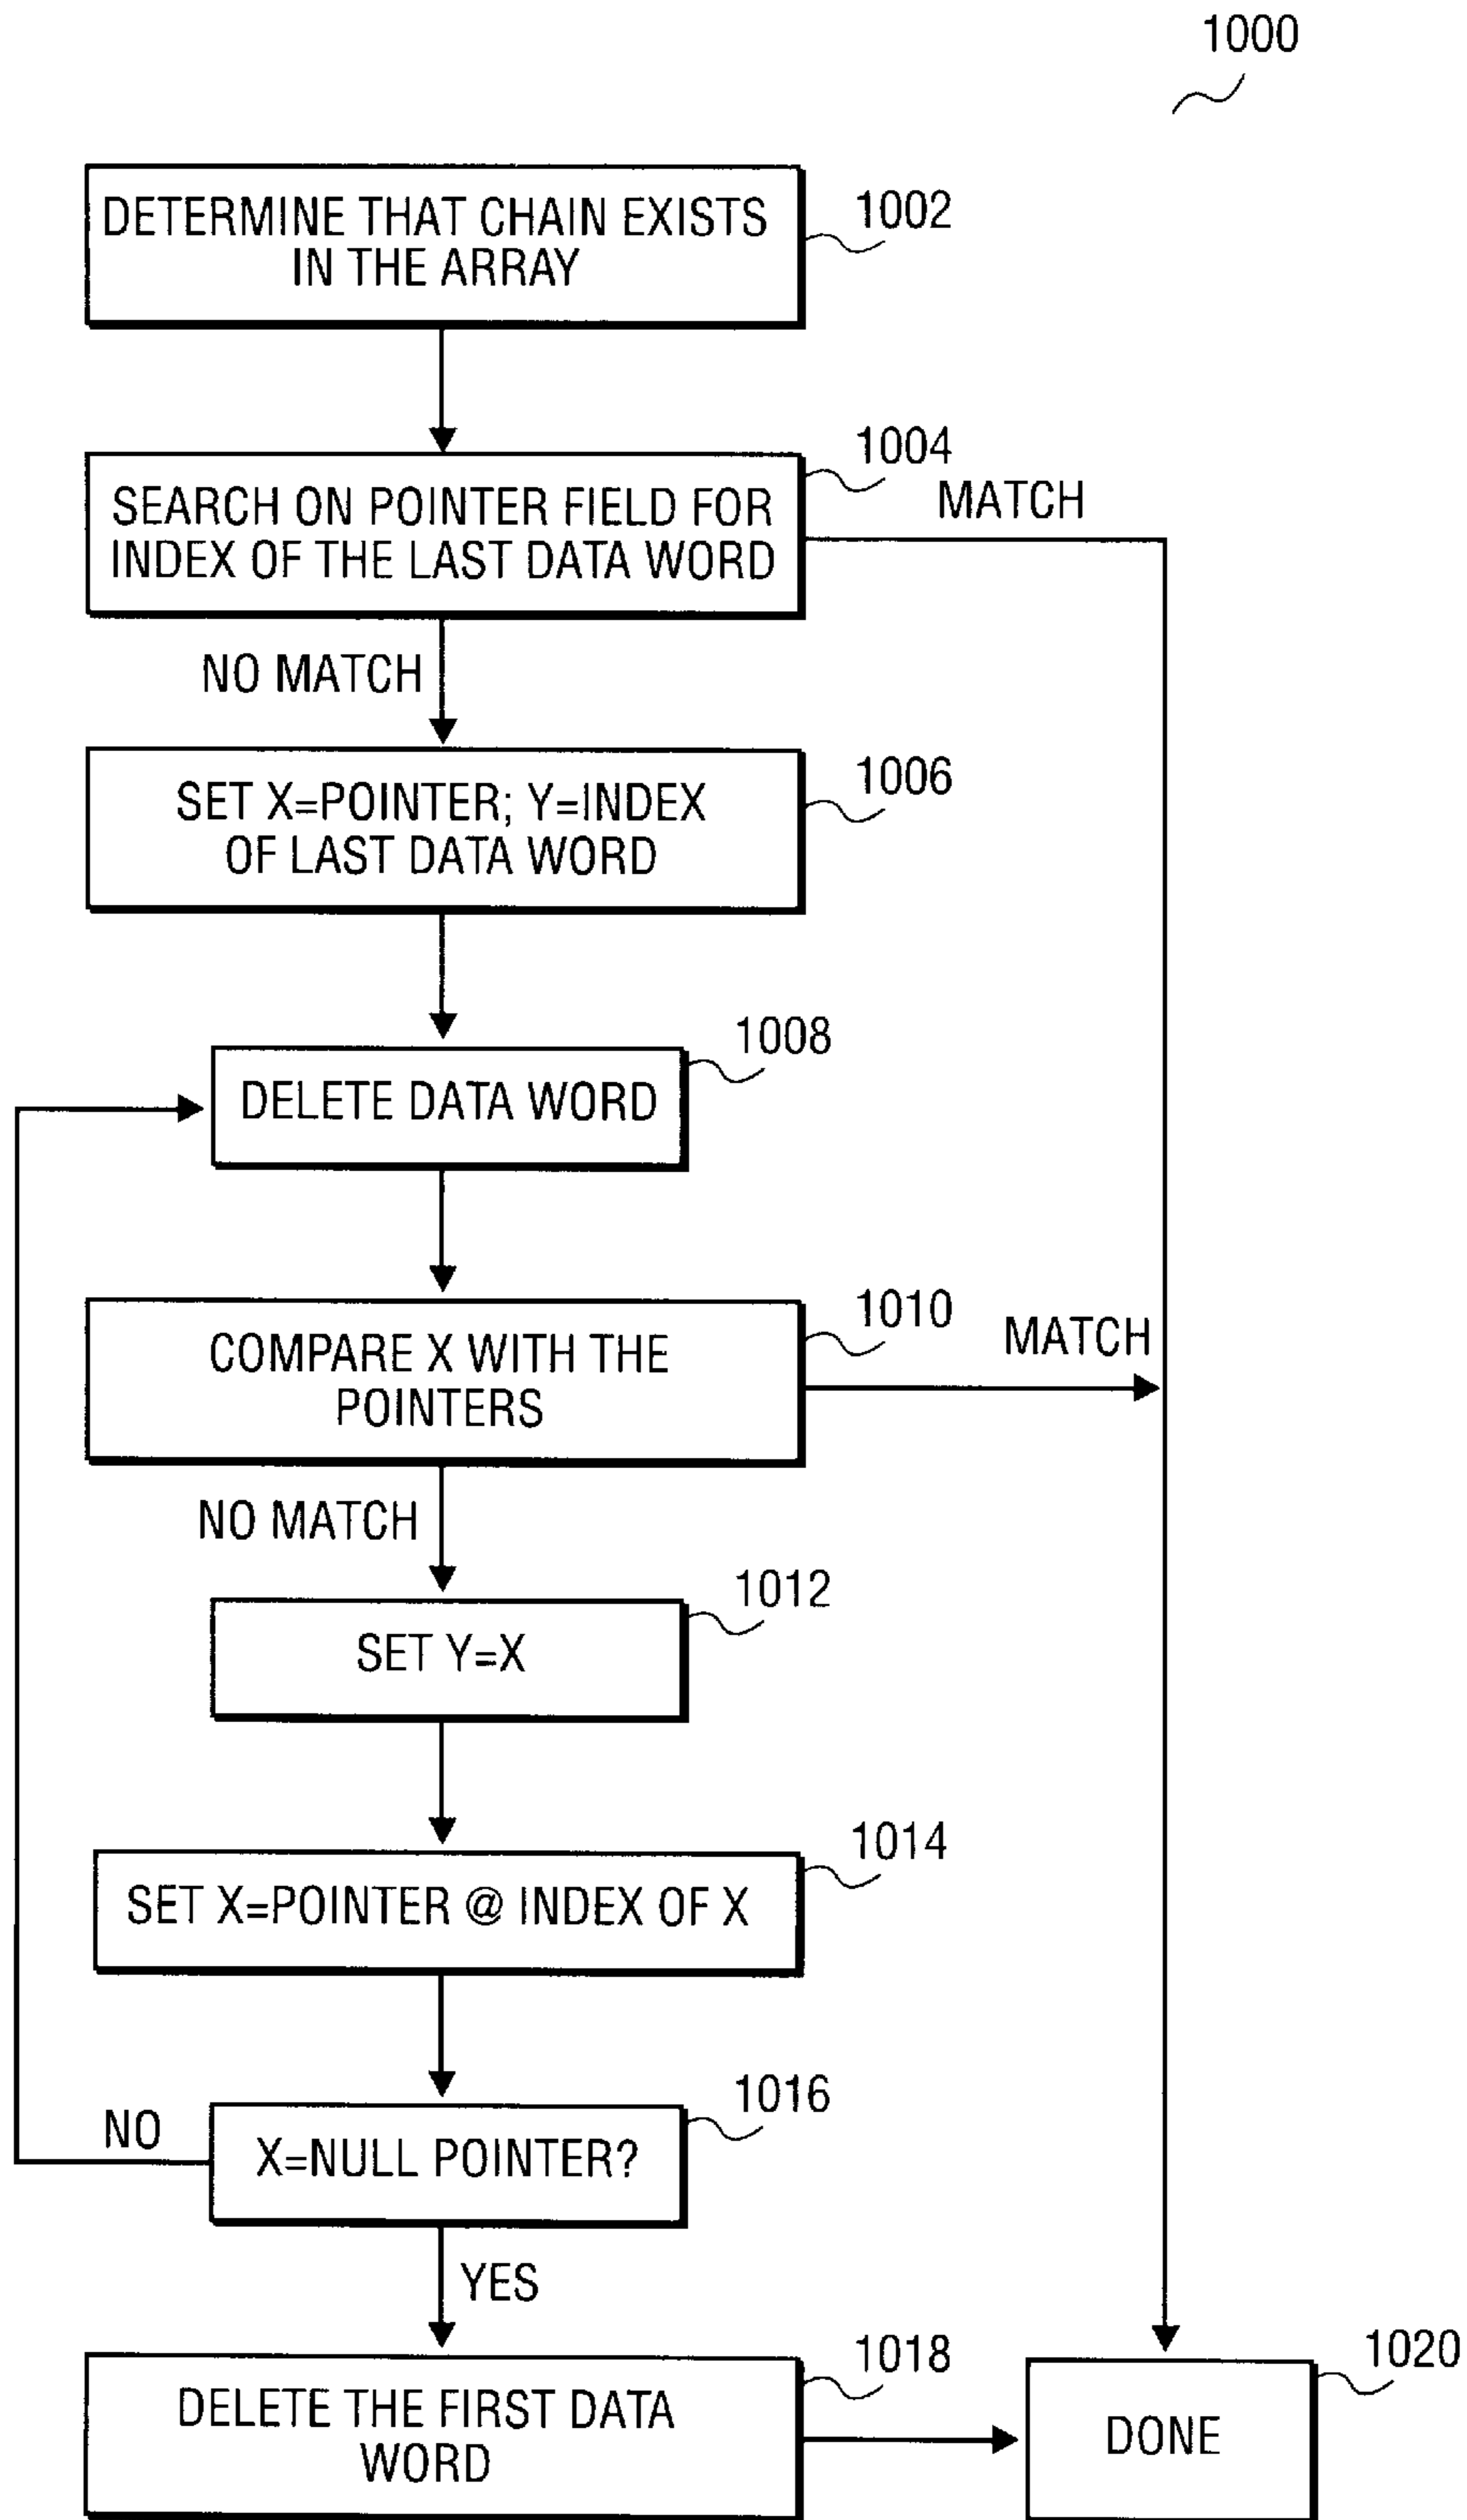 1000
DETERMINE THAT CHAIN EXISTS
IN THE ARRAY
1002
SEARCH ON POINTER FIELD FOR
INDEX OF THE LAST DATA WORD
1004
MATCH
NO MATCH
SET X=POINTER; Y=INDEX
OF LAST DATA WORD
1006
DELETE DATA WORD
1008
COMPARE X WITH THE
POINTERS
1010
MATCH
NO MATCH
SET Y=X
1012
SET X=POINTER @ INDEX OF X
1014
X=NULL POINTER?
1016
NO
YES
DELETE THE FIRST DATA
WORD
1018
DONE
1020